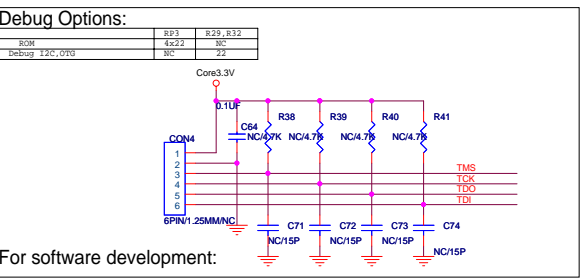 Debug Options:
RP3 R29,R32
ROM 4x22 NC
Debug I2C,OTG NC 22
Core3.3V
0.1UF
C64
R38 R39 R40 R41
NC/4.7K NC/4.7K NC/4.7K NC/4.7K
CON4
1
2
3
4
5
6
TMS
TCK
TDO
TDI
6PIN/1.25MM/NC
C71 C72 C73 C74
NC/15P NC/15P NC/15P NC/15P
For software development: